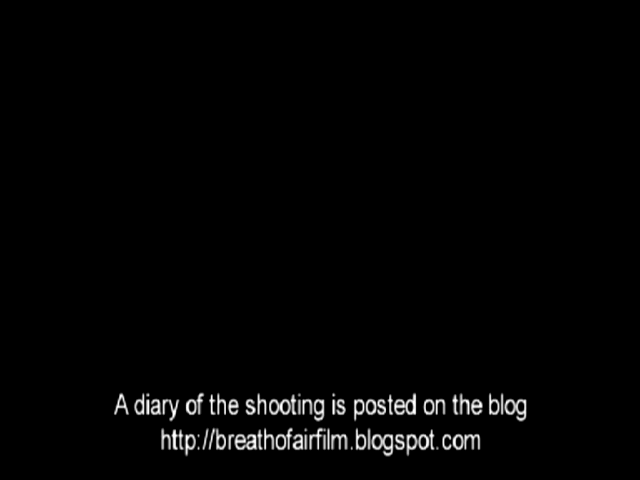 A diary of the shooting is posted on the blog
http://breathofairfilm.blogspot.com